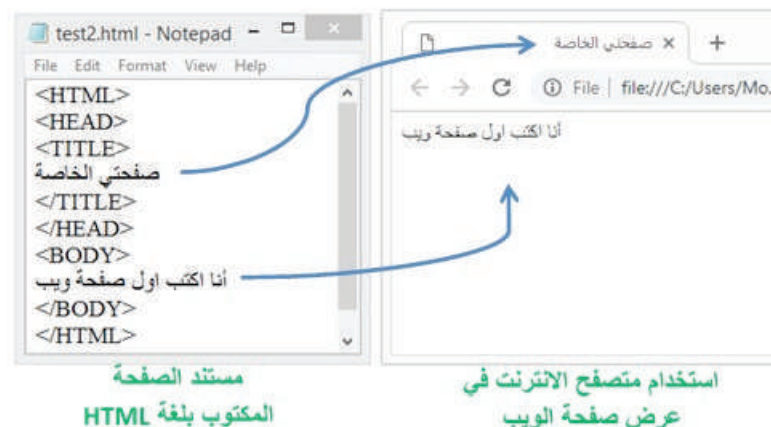 test2.html - Notepad
File Edit Format View Help
<HTML>
<HEAD>
<TITLE>
صفحتي الخاصة
</TITLE>
</HEAD>
<BODY>
أنا اكتب اول صفحة ويب
</BODY>
</HTML>
مستند الصفحة
المكتوب بلغة HTML
صفحتي الخاصة
File | file:///C:/Users/Mo.
أنا اكتب اول صفحة ويب
استخدام متصفح الانترنت في
عرض صفحة الويب